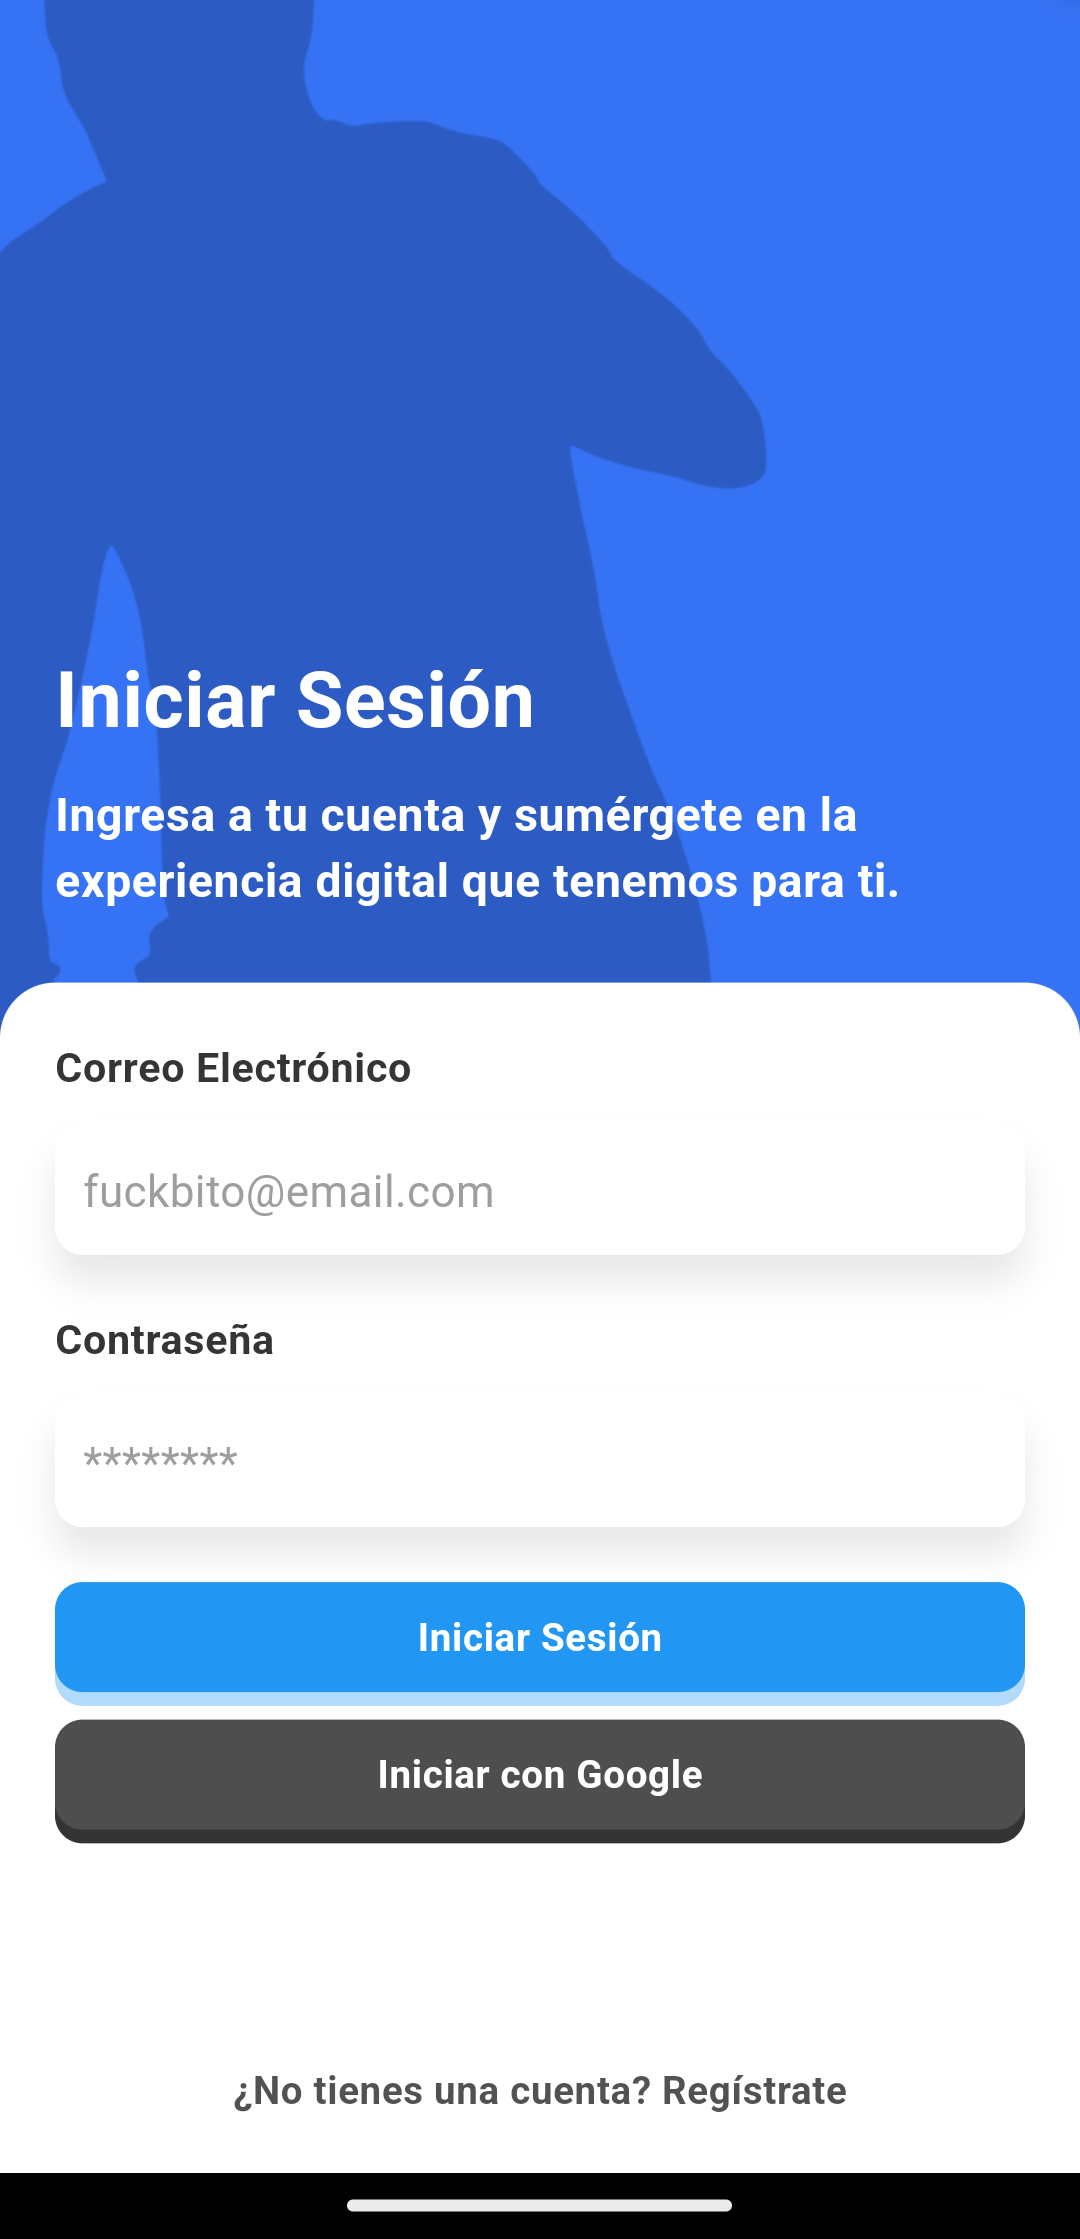 Iniciar Sesión
Ingresa a tu cuenta y sumérgete en la
experiencia digital que tenemos para ti.
Correo Electrónico
fuckbito@email.com
Contraseña
********
Iniciar Sesión
Iniciar con Google
¿No tienes una cuenta? Regístrate